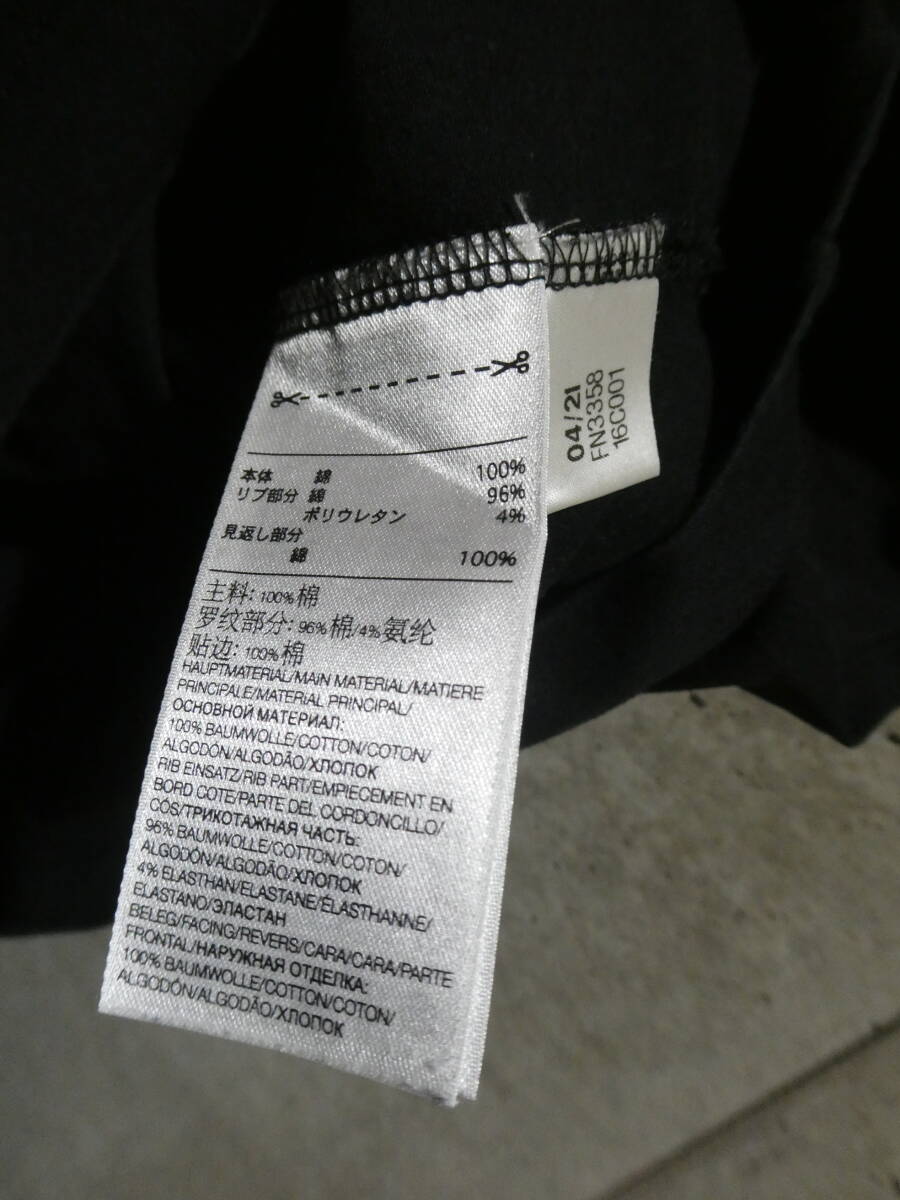 本体 綿 100%
リブ部分 綿 96%
ポリウレタン 4%
見返し部分
綿 100%
主料: 100% 棉
罗纹部分: 96% 棉/4% 氨纶
贴边: 100% 棉
HAUPTMATERIAL/MAIN MATERIAL/MATIERE
PRINCIPALE/MATERIAL PRINCIPAL/
ОСНОВНОЙ МАТЕРИАЛ:
100% BAUMWOLLE/COTTON/COTON/
ALGODÓN/ALGODÃO/ХЛОПОК
RIB EINSATZ/RIB PART/EMPIECEMENT EN
BORD COTE/PARTE DEL CORDONCILLO/
CÓS/ТРИКОТАЖНАЯ ЧАСТЬ:
96% BAUMWOLLE/COTTON/COTON/
ALGODÓN/ALGODÃO/ХЛОПОК
4% ELASTHAN/ELASTANE/ÉLASTHANNE/
ELASTANO/ЭЛАСТАН
BELEG/FACING/REVERS/CARA/CARA/PARTE
FRONTAL/НАРУЖНАЯ ОТДЕЛКА:
100% BAUMWOLLE/COTTON/COTON/
ALGODÓN/ALGODÃO/ХЛОПОК
04/21
FN3358
16C001